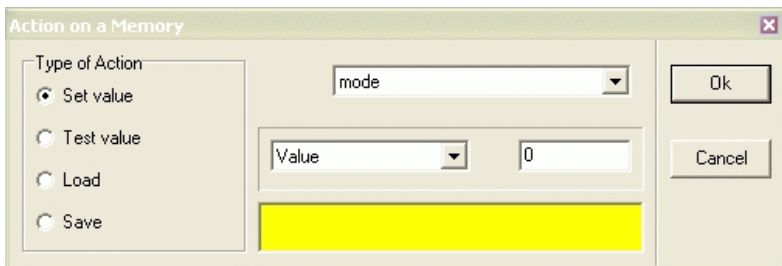 Action on a Memory
Type of Action
Set value
Test value
Load
Save
mode
Value
0
Ok
Cancel